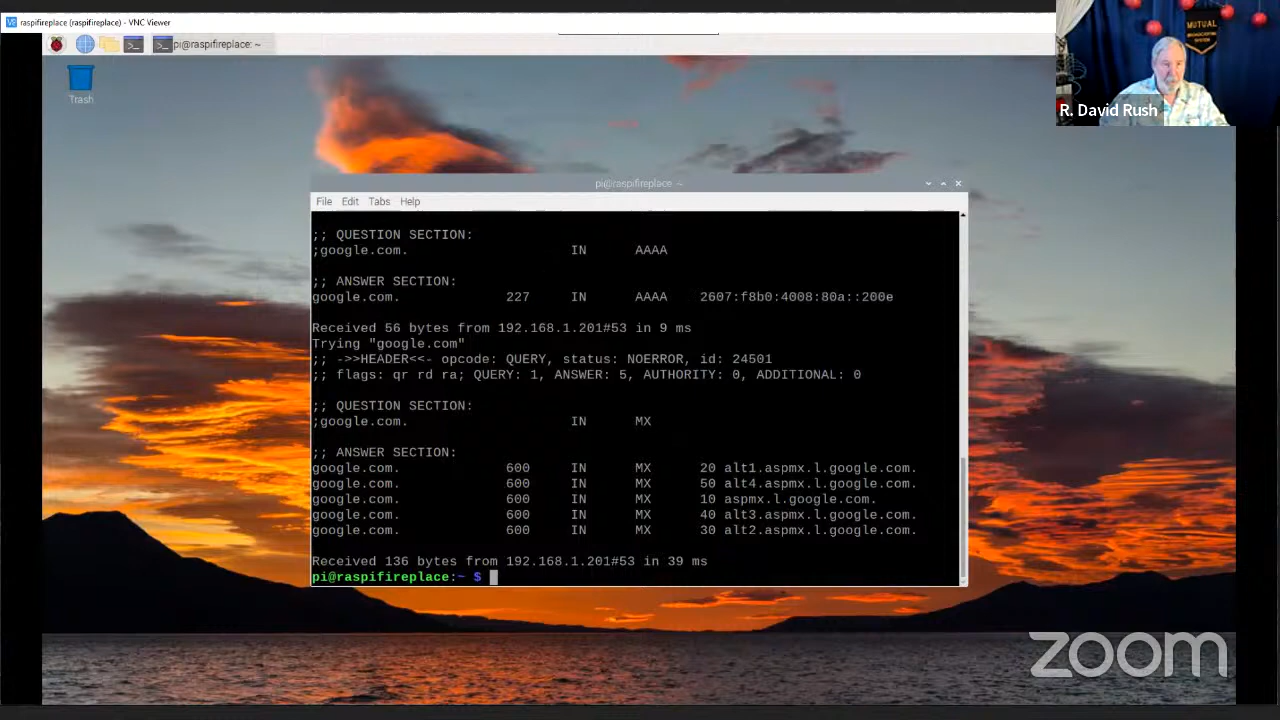 raspifireplace (raspifireplace) - VNC Viewer
pi@raspifireplace: ~
Trash
MUTUAL
BROADCASTING
SYSTEM
R. David Rush
pi@raspifireplace: ~
File Edit Tabs Help
;; QUESTION SECTION:
;google.com. IN AAAA
;; ANSWER SECTION:
google.com. 227 IN AAAA 2607:f8b0:4008:80a::200e
Received 56 bytes from 192.168.1.201#53 in 9 ms
Trying "google.com"
;; ->>HEADER<<- opcode: QUERY, status: NOERROR, id: 24501
;; flags: qr rd ra; QUERY: 1, ANSWER: 5, AUTHORITY: 0, ADDITIONAL: 0
;; QUESTION SECTION:
;google.com. IN MX
;; ANSWER SECTION:
google.com. 600 IN MX 20 alt1.aspmx.l.google.com.
google.com. 600 IN MX 50 alt4.aspmx.l.google.com.
google.com. 600 IN MX 10 aspmx.l.google.com.
google.com. 600 IN MX 40 alt3.aspmx.l.google.com.
google.com. 600 IN MX 30 alt2.aspmx.l.google.com.
Received 136 bytes from 192.168.1.201#53 in 39 ms
pi@raspifireplace:~ $
zoom